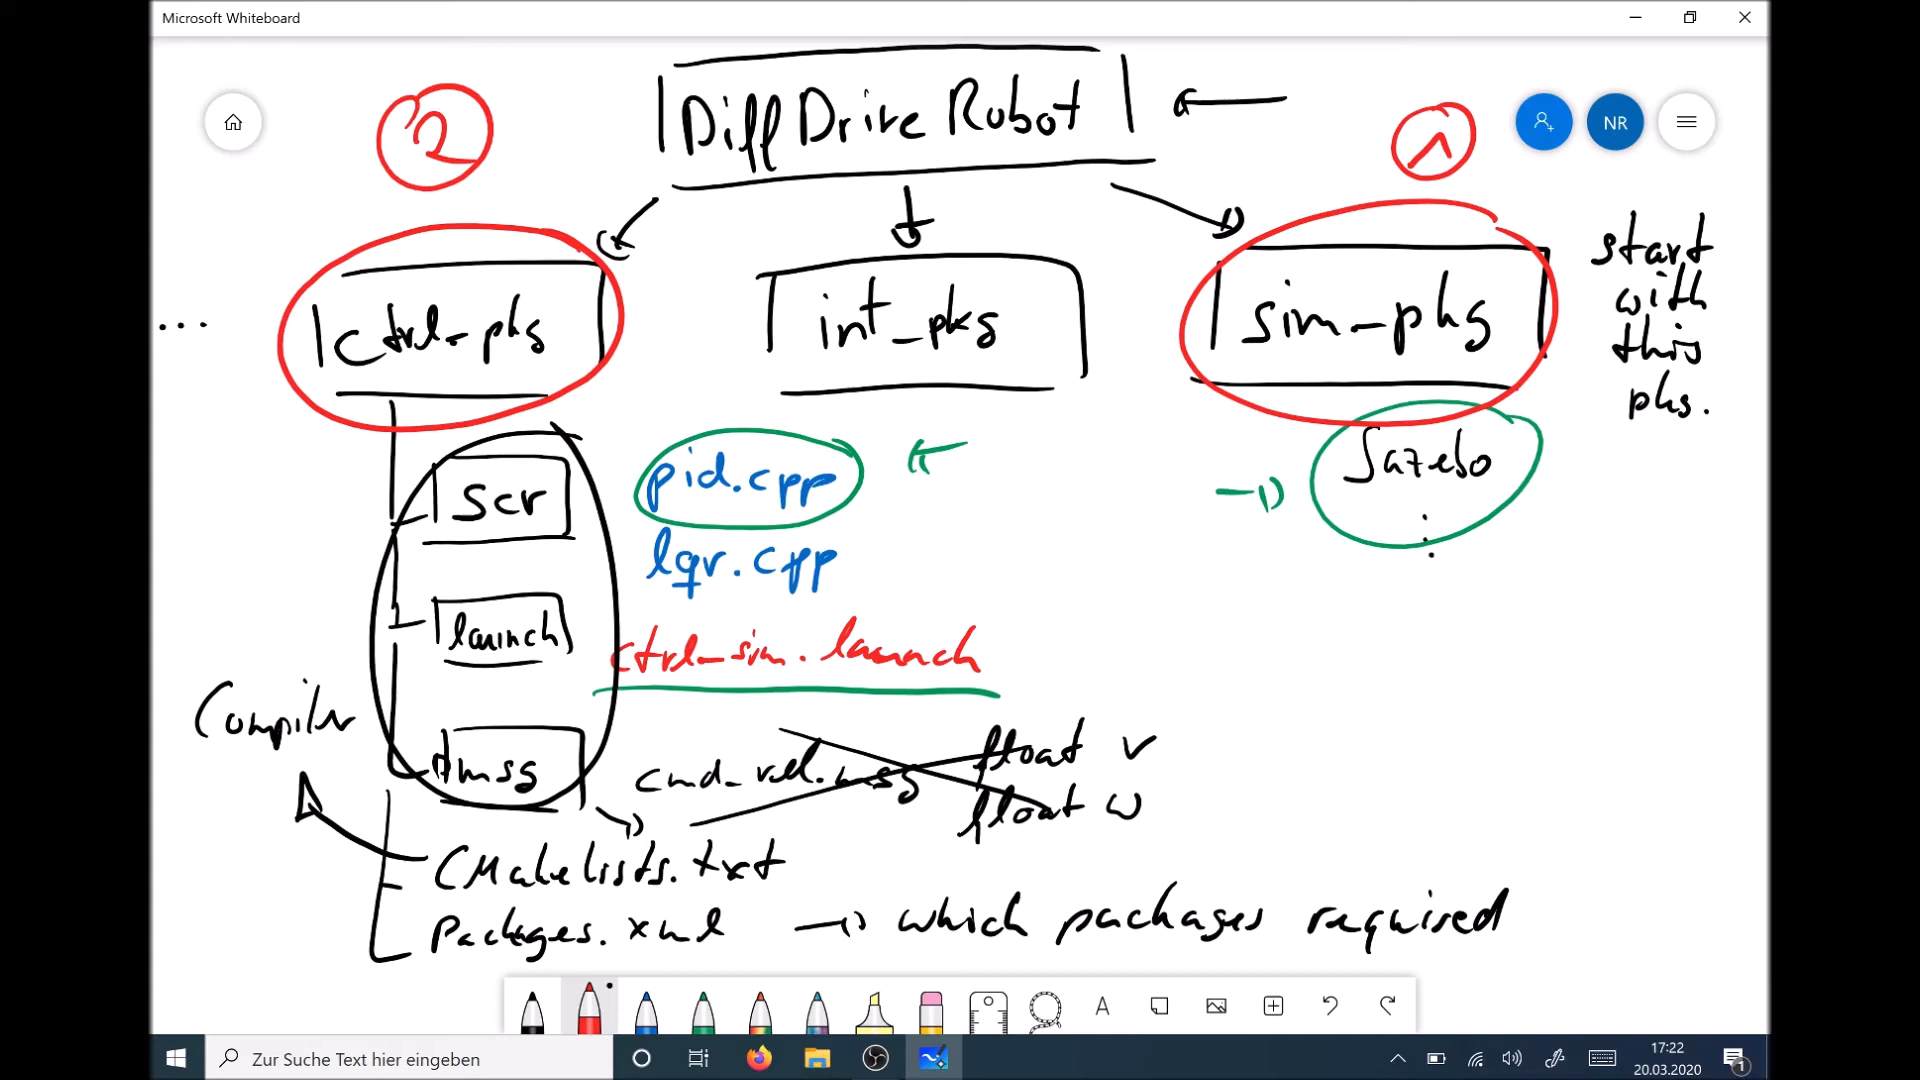 Microsoft Whiteboard
Diff Drive Robot
2
1
NR
start
with
this
pkg.
...
ctrl_pkg
int_pkg
sim_pkg
scr
pid.cpp
Gazebo
lqr.cpp
launch
ctrl_sim.launch
Compiler
msg
cmd_vel.msg
float v
float ω
CMakelists.txt
Packages.xml → which packages required
A
Zur Suche Text hier eingeben
17:22
20.03.2020
1